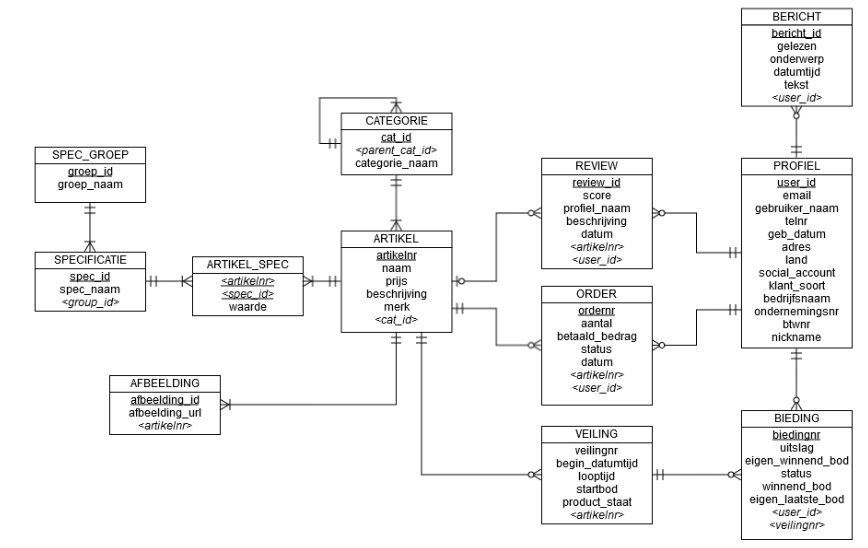 BERICHT
bericht_id
gelezen
onderwerp
datumtijd
tekst
<user_id>
CATEGORIE
cat_id
<parent_cat_id>
categorie_naam
SPEC_GROEP
groep_id
groep_naam
REVIEW
review_id
score
profiel_naam
beschrijving
datum
<artikelnr>
<user_id>
PROFIEL
user_id
email
gebruiker_naam
telnr
geb_datum
adres
land
social_account
klant_soort
bedrijfsnaam
ondernemingsnr
btwnr
nickname
ARTIKEL
artikelnr
naam
prijs
beschrijving
merk
<cat_id>
SPECIFICATIE
spec_id
spec_naam
<group_id>
ARTIKEL_SPEC
<artikelnr>
<spec_id>
waarde
ORDER
ordernr
aantal
betaald_bedrag
status
datum
<artikelnr>
<user_id>
AFBEELDING
afbeelding_id
afbeelding_url
<artikelnr>
VEILING
veilingnr
begin_datumtijd
looptijd
startbod
product_staat
<artikelnr>
BIEDING
biedingnr
uitslag
eigen_winnend_bod
status
winnend_bod
eigen_laatste_bod
<user_id>
<veilingnr>